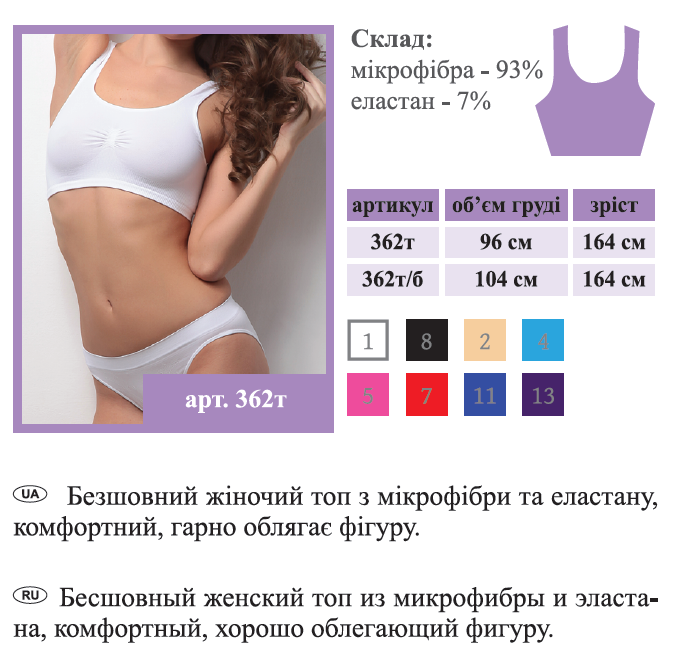 Склад:
мікрофібра - 93%
еластан - 7%
артикул об’єм груді зріст
362т 96 см 164 см
362т/б 104 см 164 см
1 8 2 4
5 7 11 13
арт. 362т
UA Безшовний жіночий топ з мікрофібри та еластану,
комфортний, гарно облягає фігуру.
RU Бесшовный женский топ из микрофибры и эласта-
на, комфортный, хорошо облегающий фигуру.